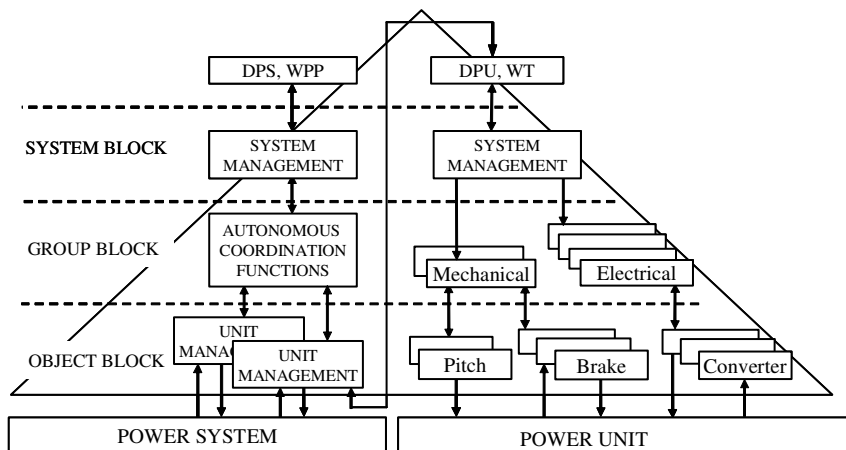 DPS, WPP
DPU, WT
SYSTEM BLOCK
SYSTEM
MANAGEMENT
SYSTEM
MANAGEMENT
GROUP BLOCK
AUTONOMOUS
COORDINATION
FUNCTIONS
Mechanical
Electrical
OBJECT BLOCK
UNIT
MANAG
UNIT
MANAGEMENT
Pitch
Brake
Converter
POWER SYSTEM
POWER UNIT